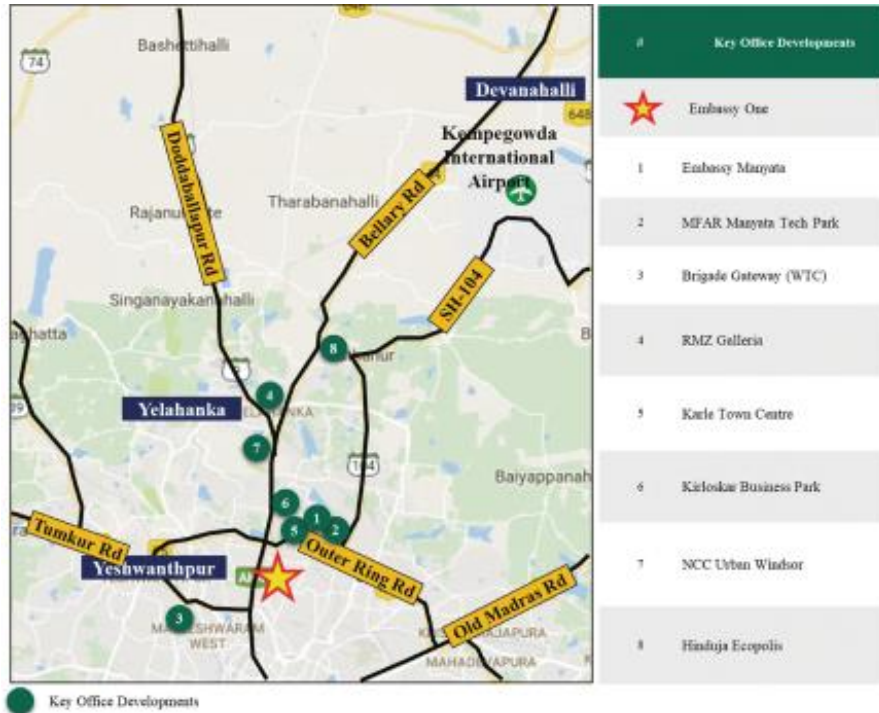 Bashettihalli
74
Devanahalli
648
Kempegowda
International
Airport
Doddaballapur Rd
Bellary Rd
Tharabanahalli
SH-104
Singanayakanahalli
8
4
Yelahanka
7
104
Baiyappanah
6
1
5
2
Tumkur Rd
Outer Ring Rd
Yeshwanthpur
Old Madras Rd
3
WEST
MAHADEVAPURA
Key Office Developments
# Key Office Developments
Embassy One
1 Embassy Manyata
2 MFAR Manyata Tech Park
3 Brigade Gateway (WTC)
4 RMZ Galleria
5 Karle Town Centre
6 Kirloskar Business Park
7 NCC Urban Windsor
8 Hinduja Ecopolis